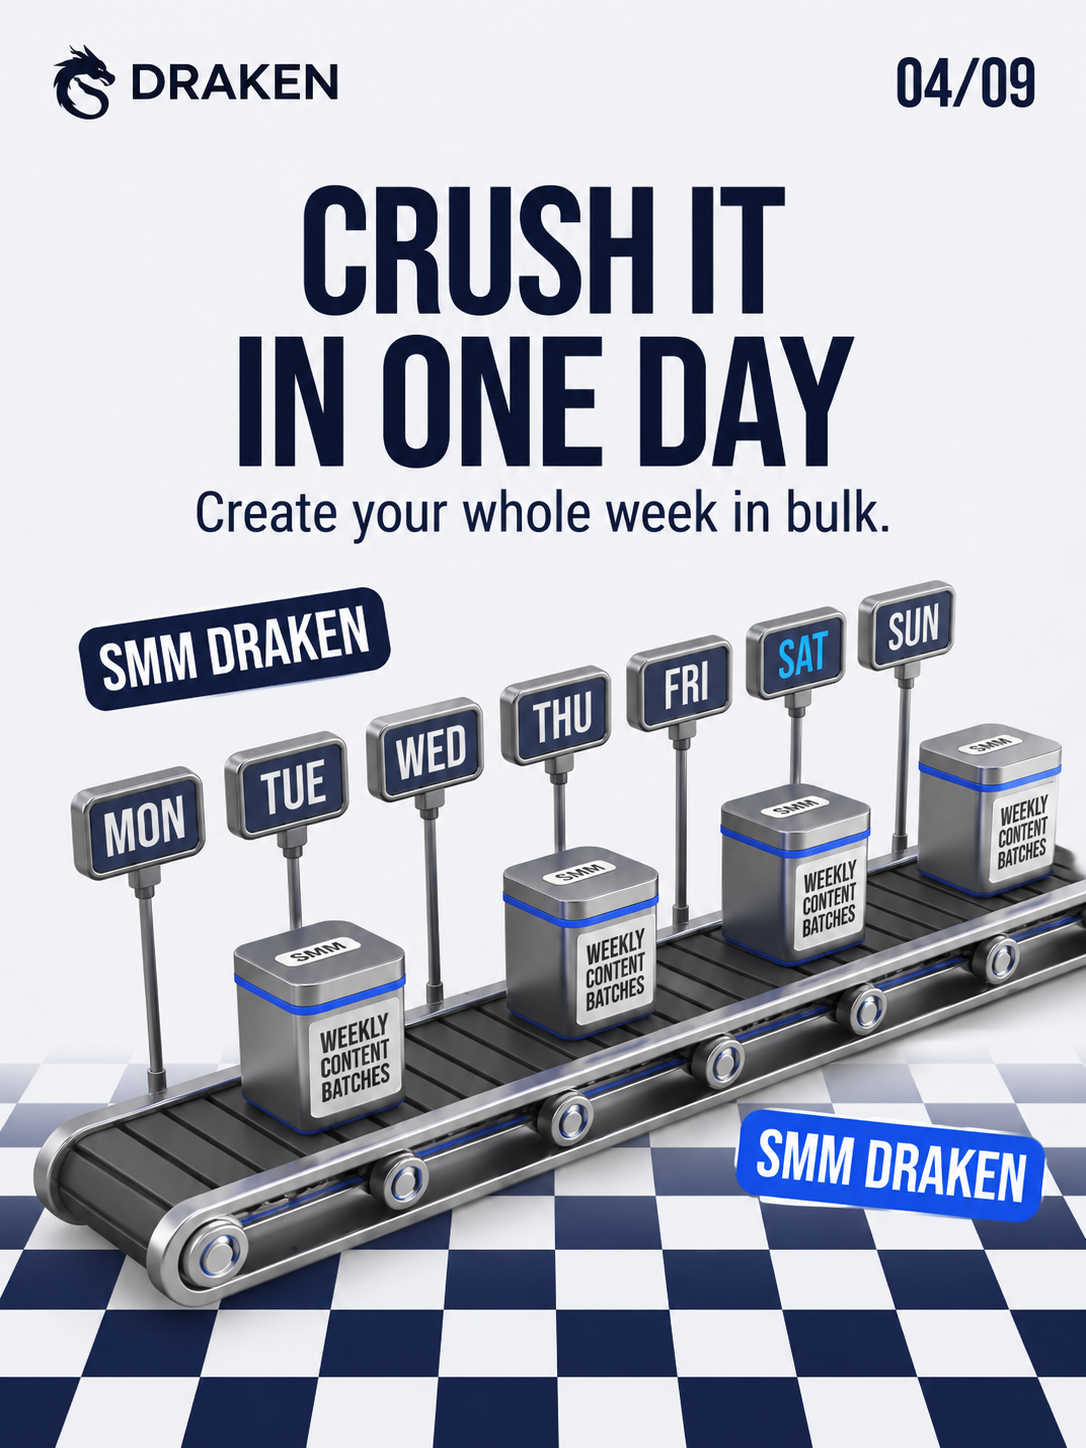 DRAKEN
04/09
CRUSH IT
IN ONE DAY
Create your whole week in bulk.
SMM DRAKEN
MON
TUE
WED
THU
FRI
SAT
SUN
SMM
WEEKLY
CONTENT
BATCHES
SMM
WEEKLY
CONTENT
BATCHES
SMM
WEEKLY
CONTENT
BATCHES
SMM
WEEKLY
CONTENT
BATCHES
SMM DRAKEN